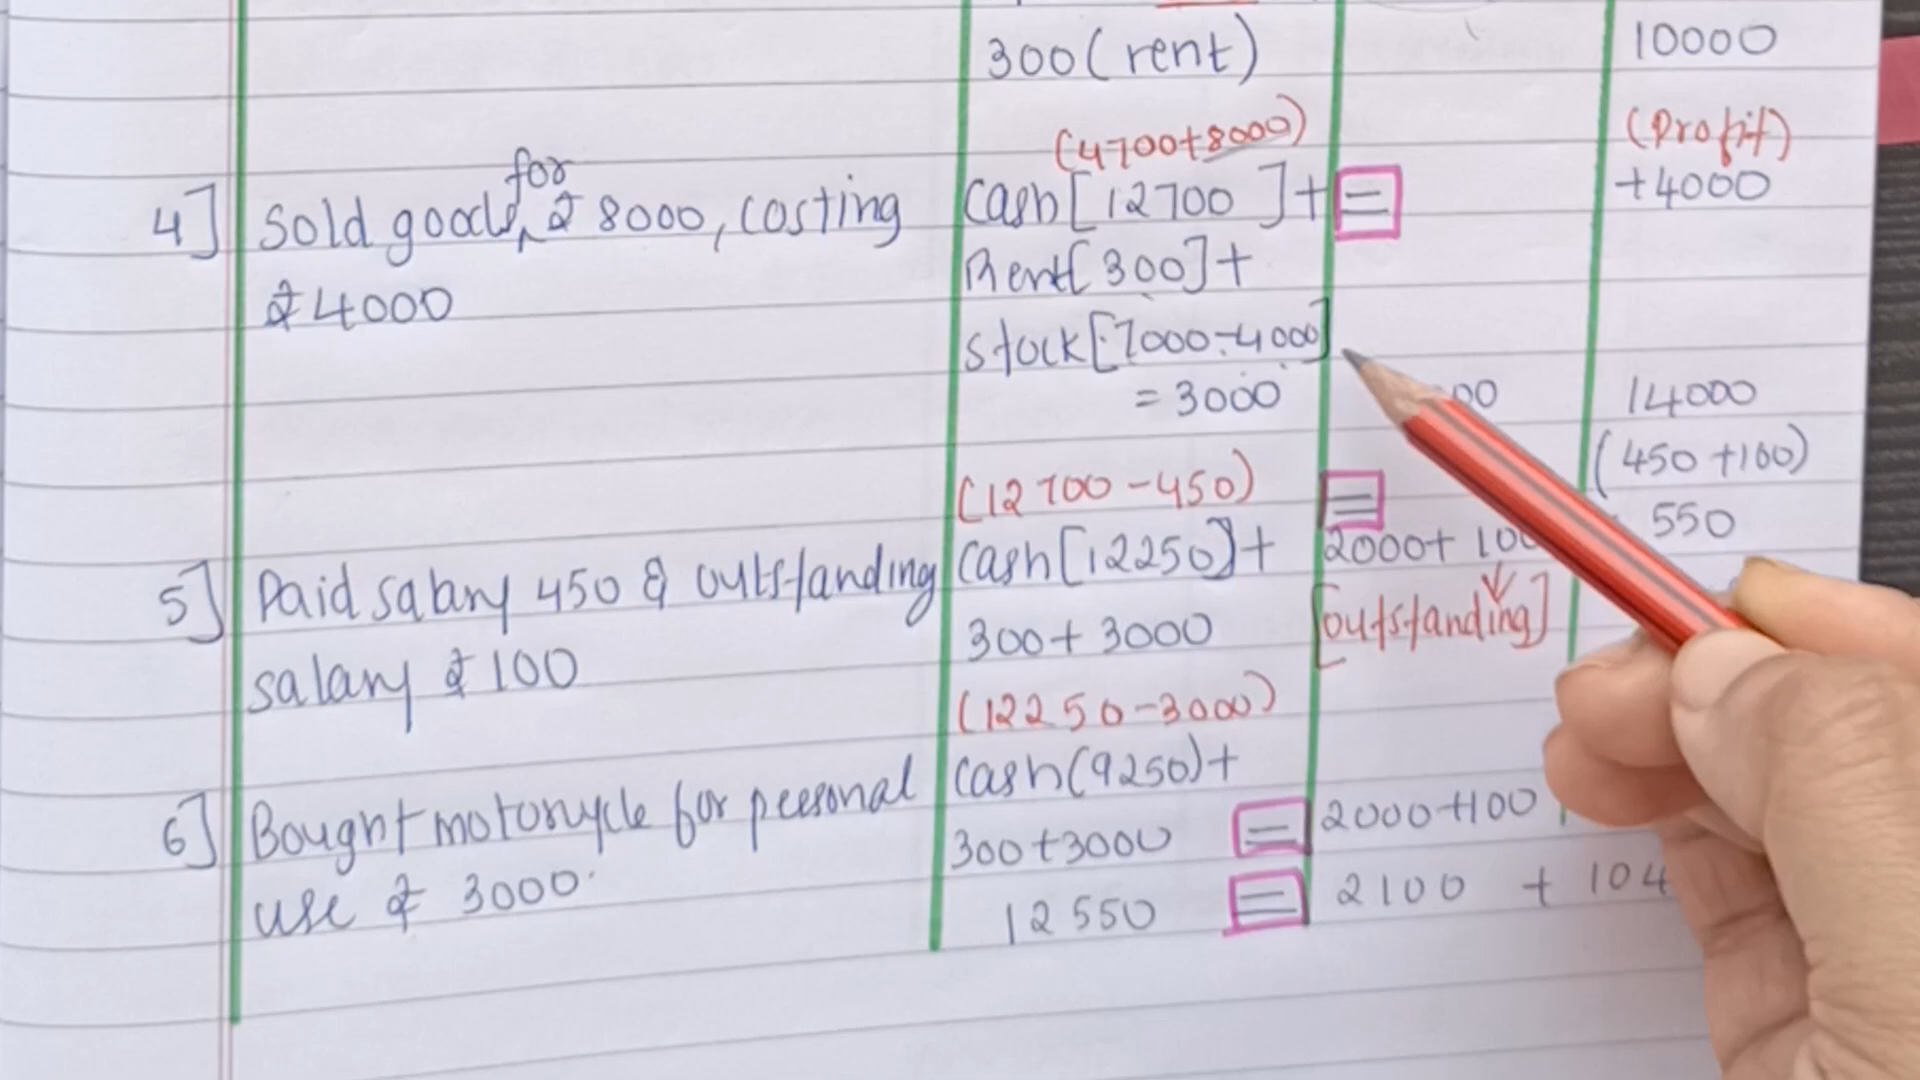 300 (rent) 10000
(4700+8000) (Profit)
for
4] Sold goods, ₹ 8000, costing Cash [12700] + = +4000
₹ 4000 Rent [300] +
Stock [7000-4000]
= 3000 00 14000
(12700-450) = (450+100)
5] Paid salary 450 & outstanding Cash [12250] + 2000+ 100 550
salary ₹ 100 300+3000 [outstanding]
(12250-3000)
6] Bought motorcycle for personal Cash (9250) +
use ₹ 3000. 300+3000 = 2000+100
12550 = 2100 + 104